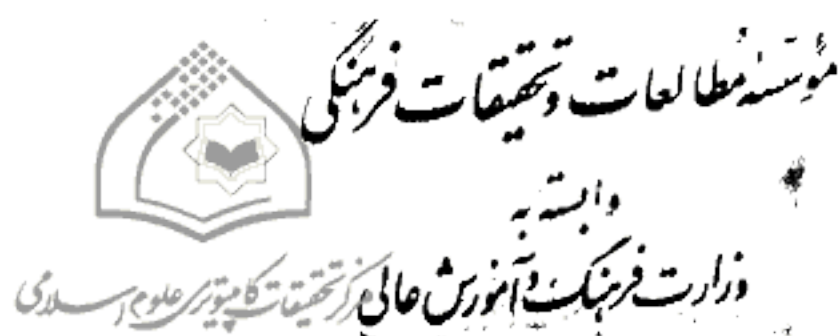 مؤسسهٔ مطالعات و تحقیقات فرهنگی
وابسته به
وزارت فرهنگ و آموزش عالی
مرکز تحقیقات کامپیوتری علوم اسلامی